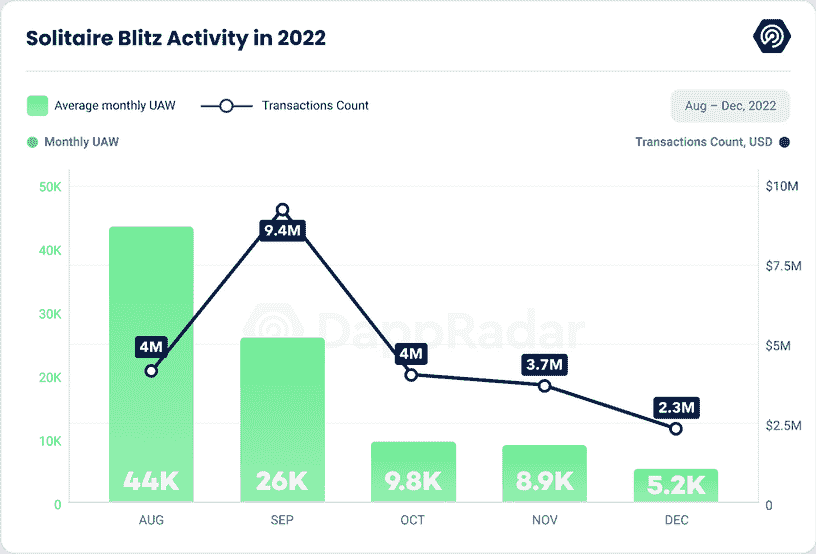 Solitaire Blitz Activity in 2022
Average monthly UAW Transactions Count Aug – Dec, 2022
Monthly UAW Transactions Count, USD
50K $10M
40K $7.5M
30K $5M
20K $2.5M
10K 0
0
9.4M
4M 4M 3.7M 2.3M
DappRadar
44K 26K 9.8K 8.9K 5.2K
AUG SEP OCT NOV DEC